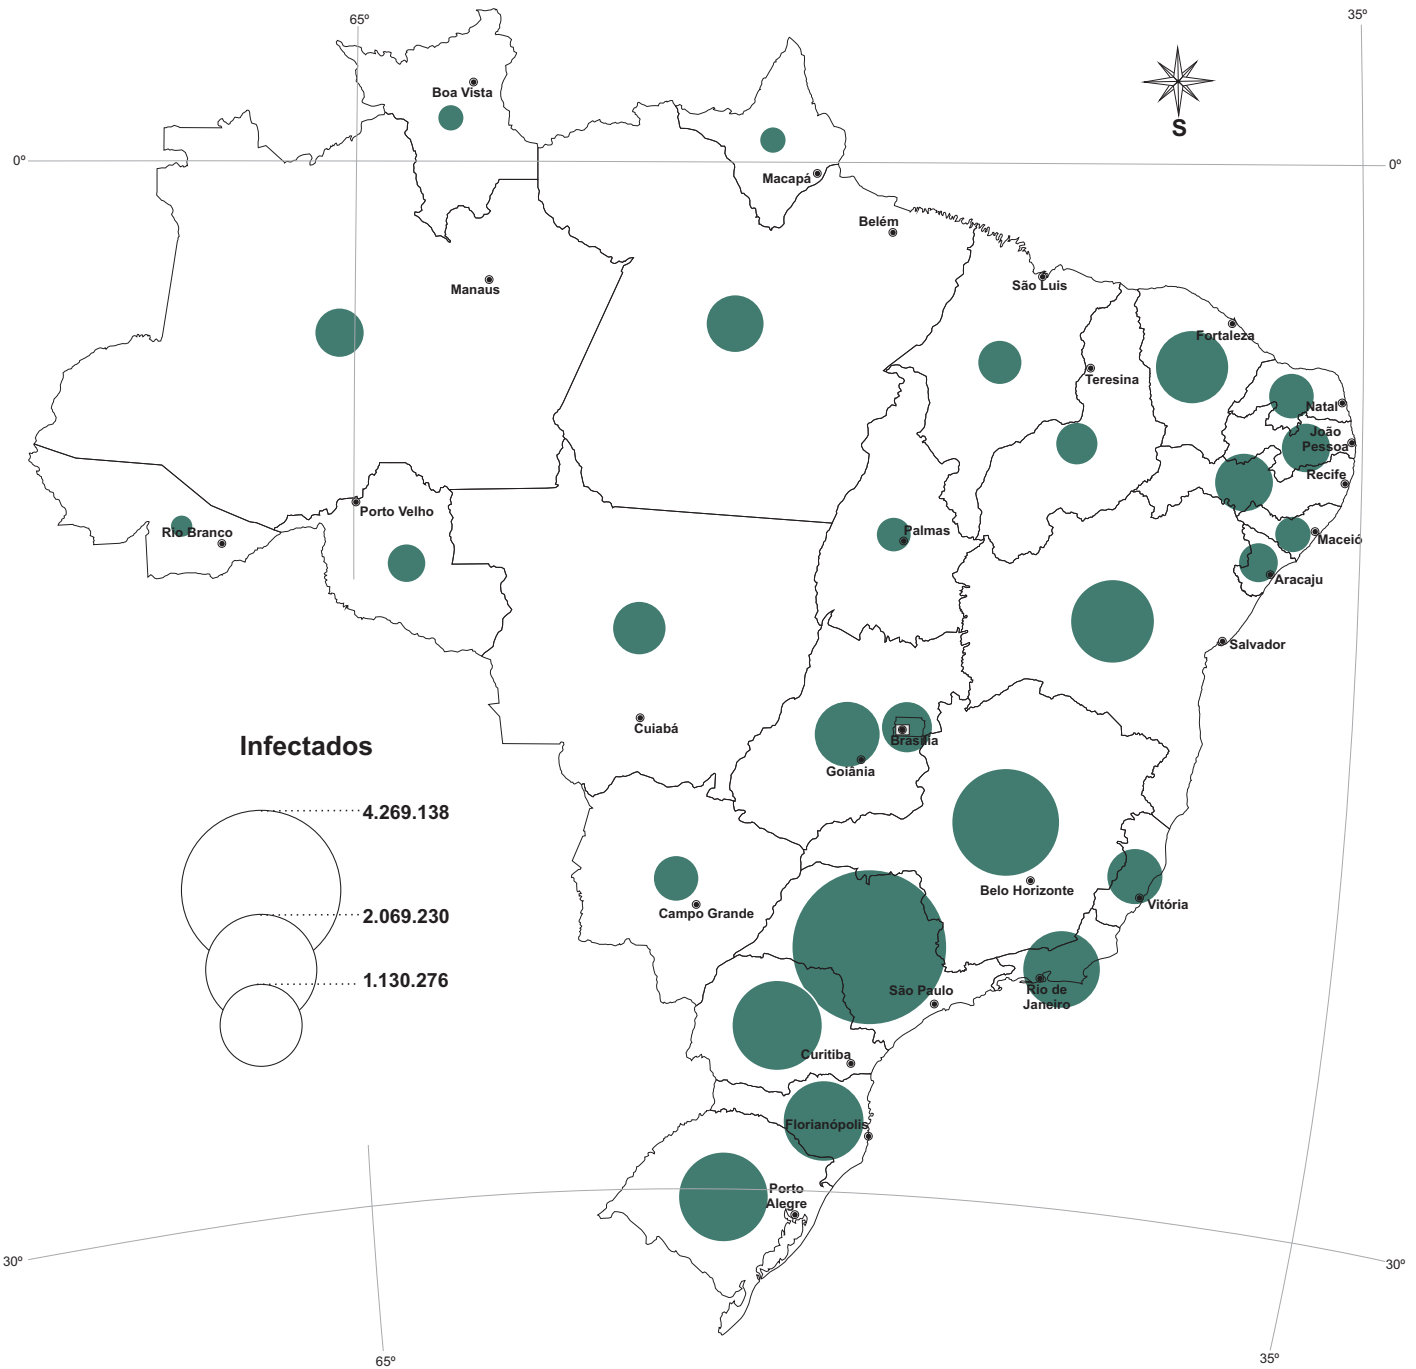 65º
35º
Boa Vista
S
0º
0º
Macapá
Belém
São Luis
Manaus
Fortaleza
Teresina
Natal
João
Pessoa
Recife
Porto Velho
Rio Branco
Palmas
Maceió
Aracaju
Salvador
Cuiabá
Brasília
Goiânia
Infectados
4.269.138
2.069.230
1.130.276
Belo Horizonte
Vitória
Campo Grande
São Paulo
Rio de
Janeiro
Curitiba
Florianópolis
Porto
Alegre
30º
30º
65º
35º